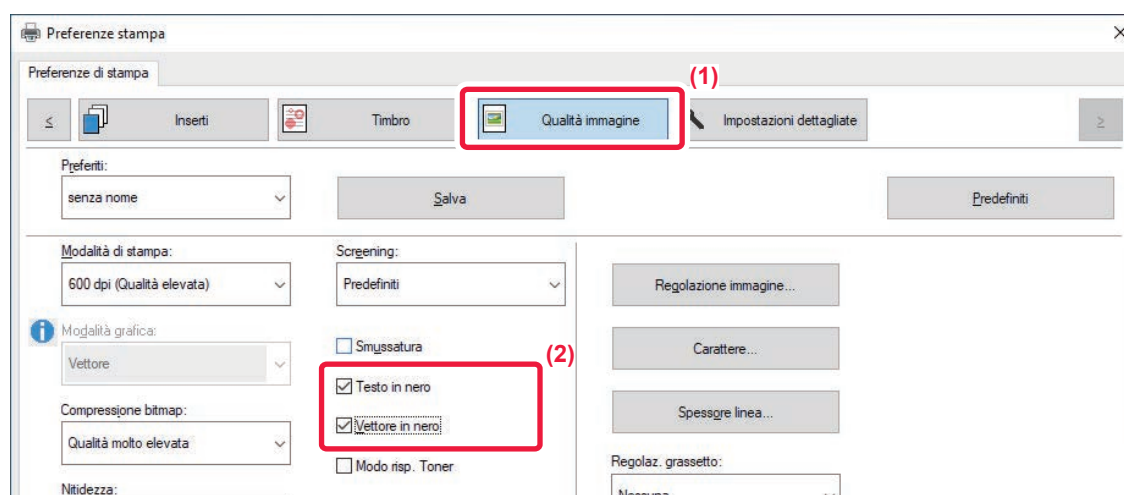 Preferenze stampa
Preferenze di stampa
(1)
≤ Inserti Timbro Qualità immagine Impostazioni dettagliate ≥
Preferiti:
senza nome Salva Predefiniti
Modalità di stampa: Screening:
600 dpi (Qualità elevata) Predefiniti Regolazione immagine...
Modalità grafica: Smussatura Carattere...
Vettore
(2)
Testo in nero
Compressione bitmap: Vettore in nero Spessore linea...
Qualità molto elevata Modo risp. Toner Regolaz. grassetto:
Nitidezza: Nessuna